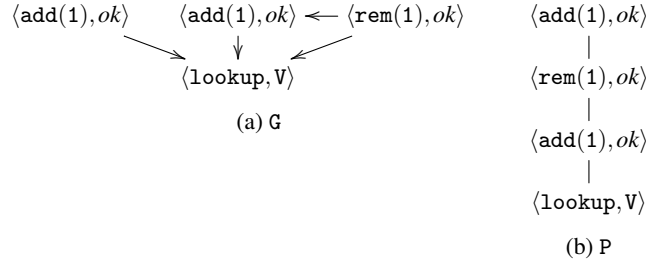 ⟨add(1), ok⟩ ⟨add(1), ok⟩ ⟨rem(1), ok⟩
⟨lookup, V⟩
(a) G
⟨add(1), ok⟩
⟨rem(1), ok⟩
⟨add(1), ok⟩
⟨lookup, V⟩
(b) P